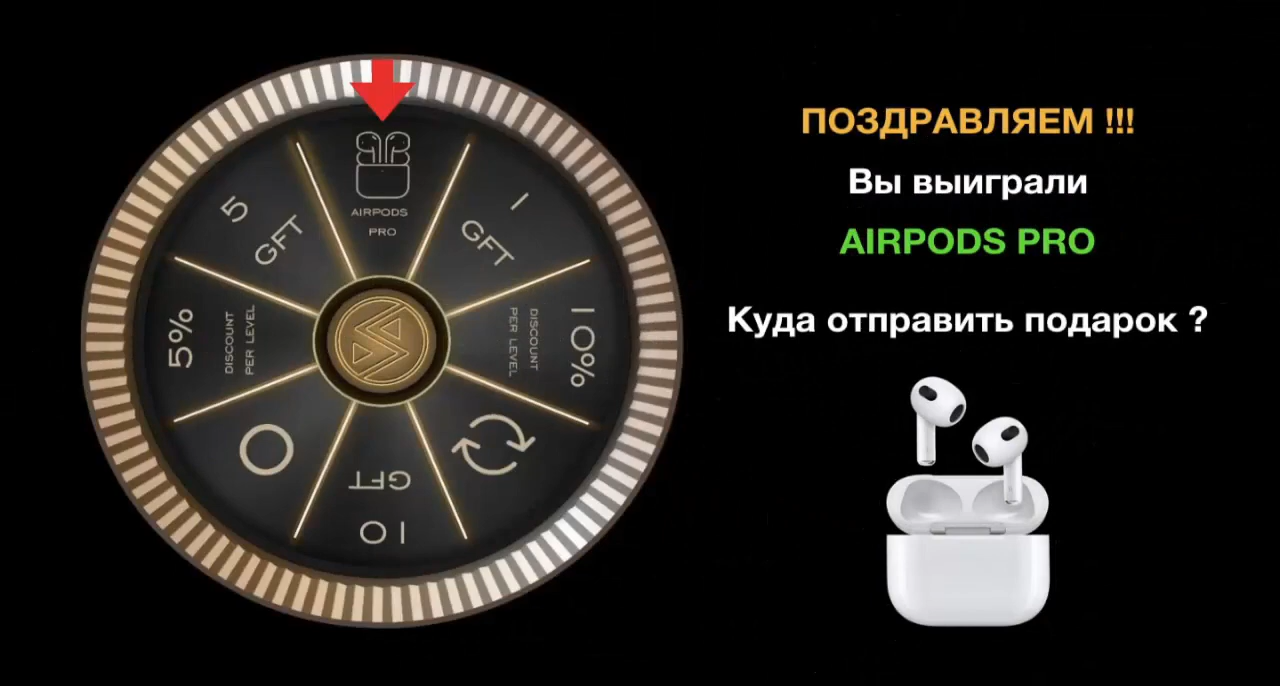 ПОЗДРАВЛЯЕМ !!!
Вы выиграли
AIRPODS PRO
Куда отправить подарок ?
AIRPODS
PRO
1
GFT
10%
DISCOUNT
PER LEVEL
10
GFT
O
5%
DISCOUNT
PER LEVEL
5
GFT